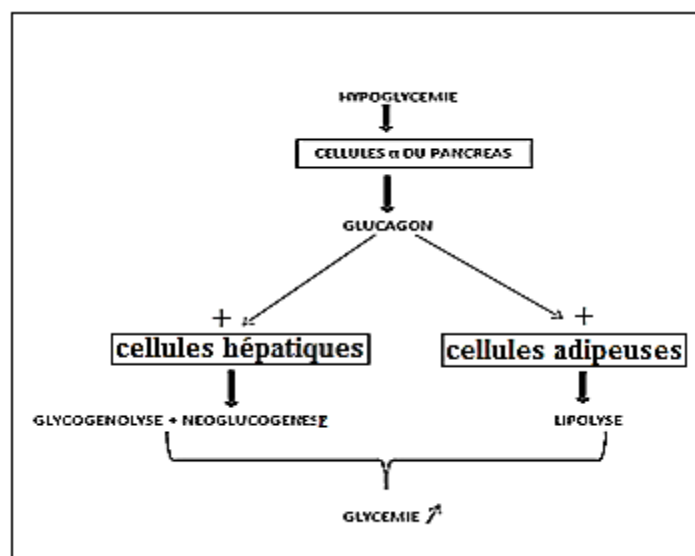 HYPOGLYCEMIE
CELLULES α DU PANCREAS
GLUCAGON
+ +
cellules hépatiques cellules adipeuses
GLYCOGENOLYSE + NEOGLUCOGENESE LIPOLYSE
GLYCEMIE